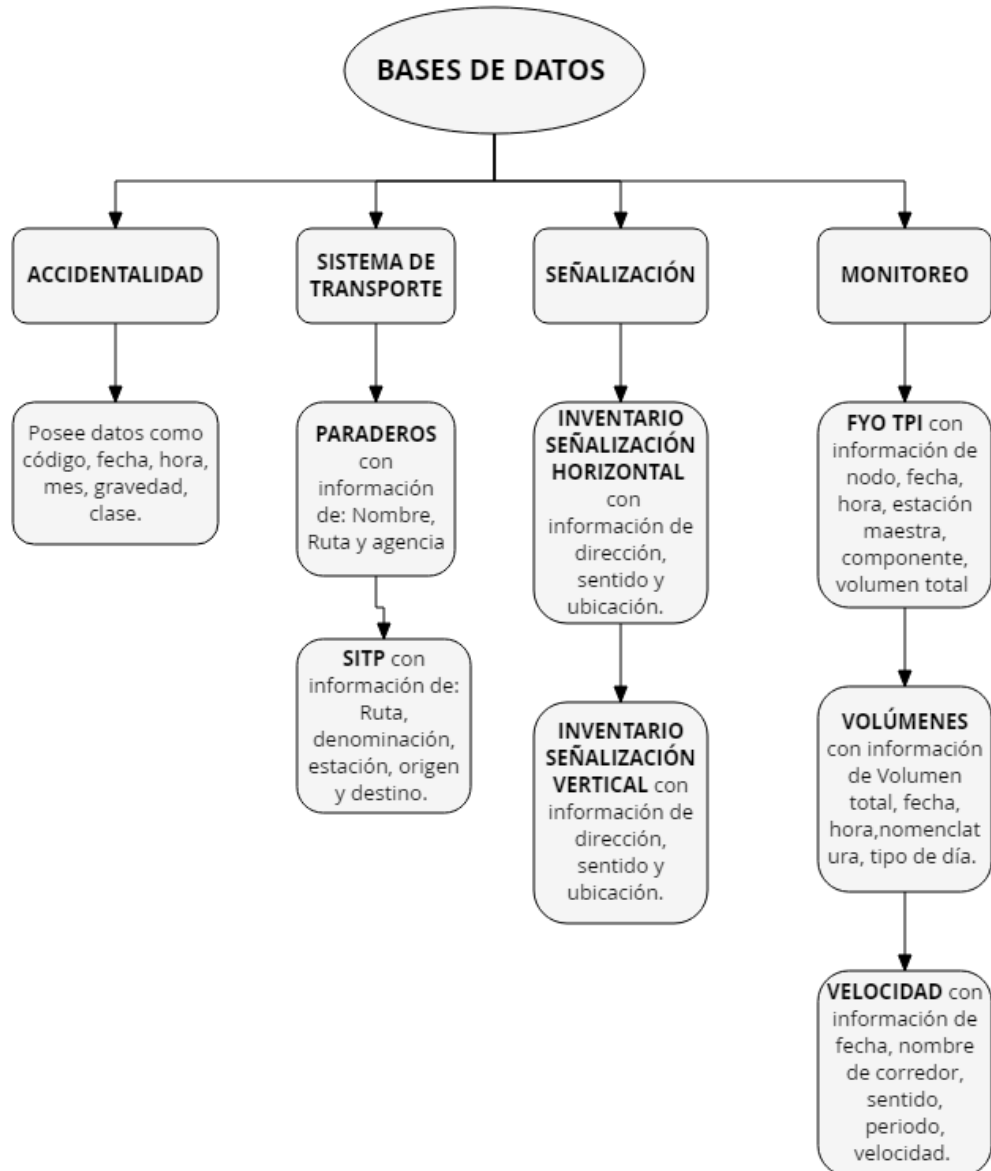 BASES DE DATOS
ACCIDENTALIDAD
Posee datos como
código, fecha, hora,
mes, gravedad,
clase.
SISTEMA DE
TRANSPORTE
PARADEROS
con
información
de: Nombre,
Ruta y agencia
SITP con
información de:
Ruta,
denominación,
estación, origen
y destino.
SEÑALIZACIÓN
INVENTARIO
SEÑALIZACIÓN
HORIZONTAL
con
información de
dirección,
sentido y
ubicación.
INVENTARIO
SEÑALIZACIÓN
VERTICAL con
información de
dirección,
sentido y
ubicación.
MONITOREO
FYO TPI con
información de
nodo, fecha,
hora, estación
maestra,
componente,
volumen total
VOLÚMENES
con información
de Volumen
total, fecha,
hora,nomenclat
ura, tipo de día.
VELOCIDAD con
información de
fecha, nombre
de corredor,
sentido,
periodo,
velocidad.